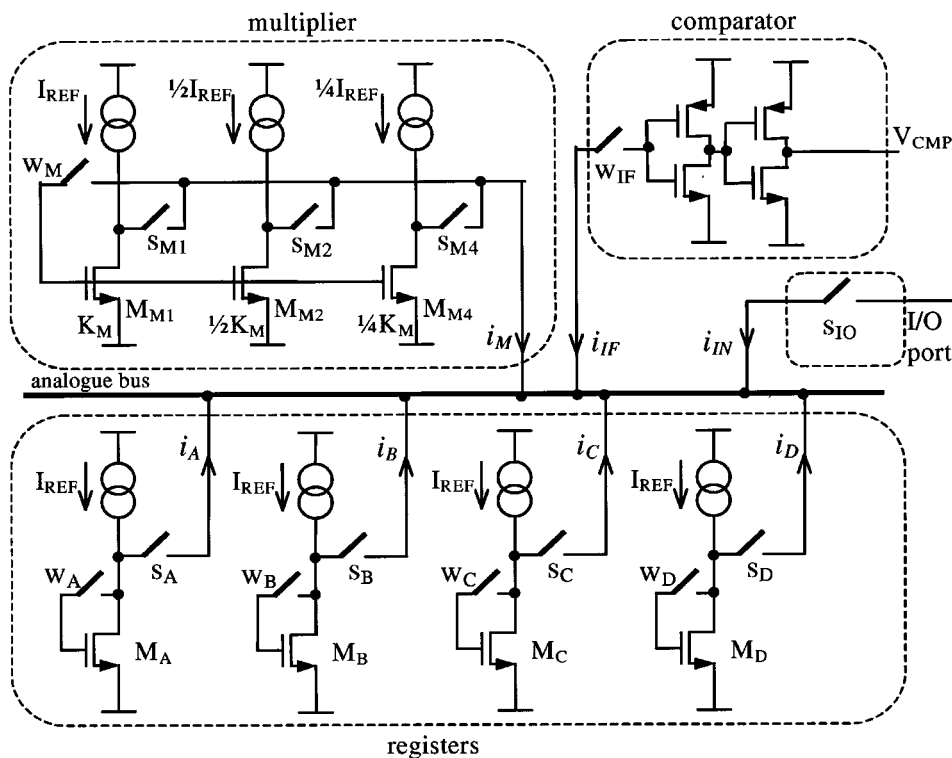 multiplier
comparator
I_REF
½I_REF
¼I_REF
w_M
w_IF
V_CMP
s_M1
s_M2
s_M4
M_M1
M_M2
M_M4
K_M
½K_M
¼K_M
i_M
i_IF
i_IN
s_IO
I/O
port
analogue bus
i_A
i_B
i_C
i_D
I_REF
I_REF
I_REF
I_REF
s_A
s_B
s_C
s_D
w_A
w_B
w_C
w_D
M_A
M_B
M_C
M_D
registers